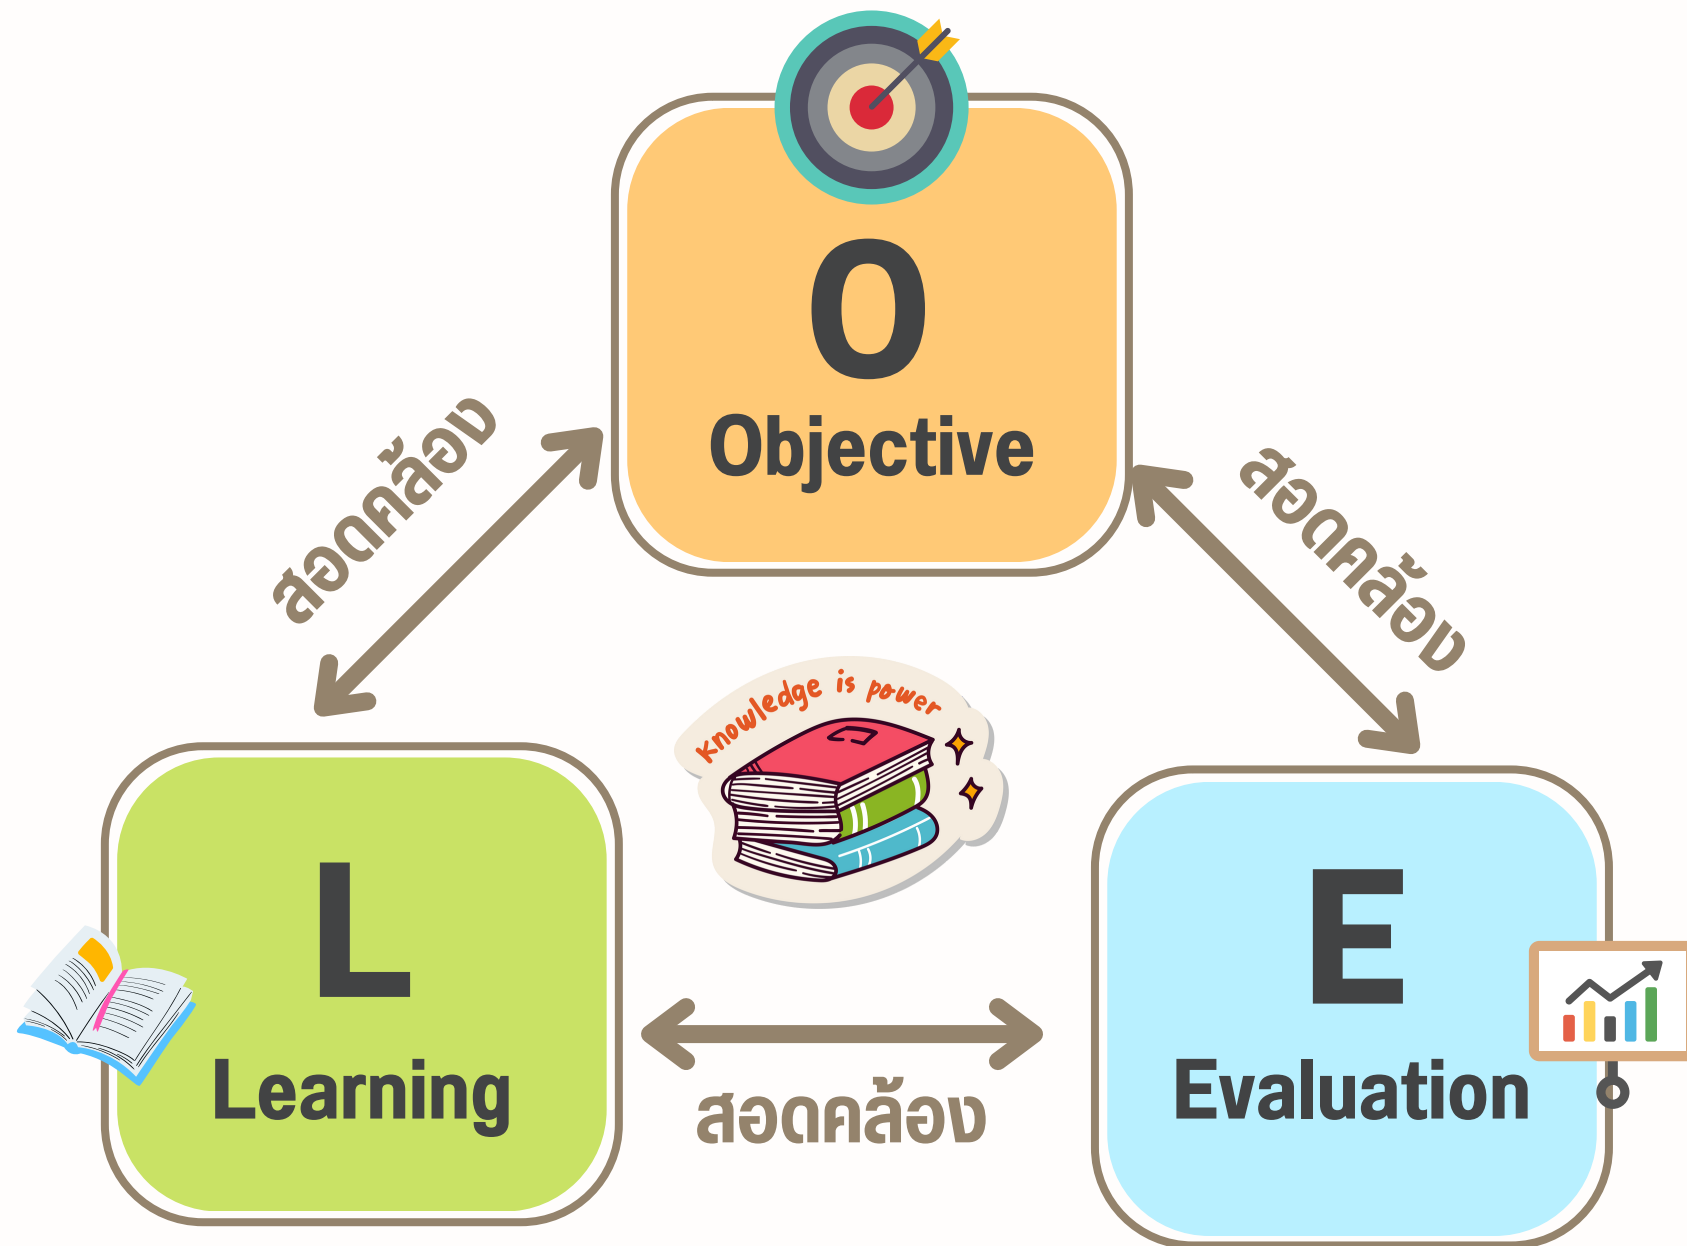 O
Objective
สอดคล้อง
สอดคล้อง
Knowledge is power
L
Learning
E
Evaluation
สอดคล้อง